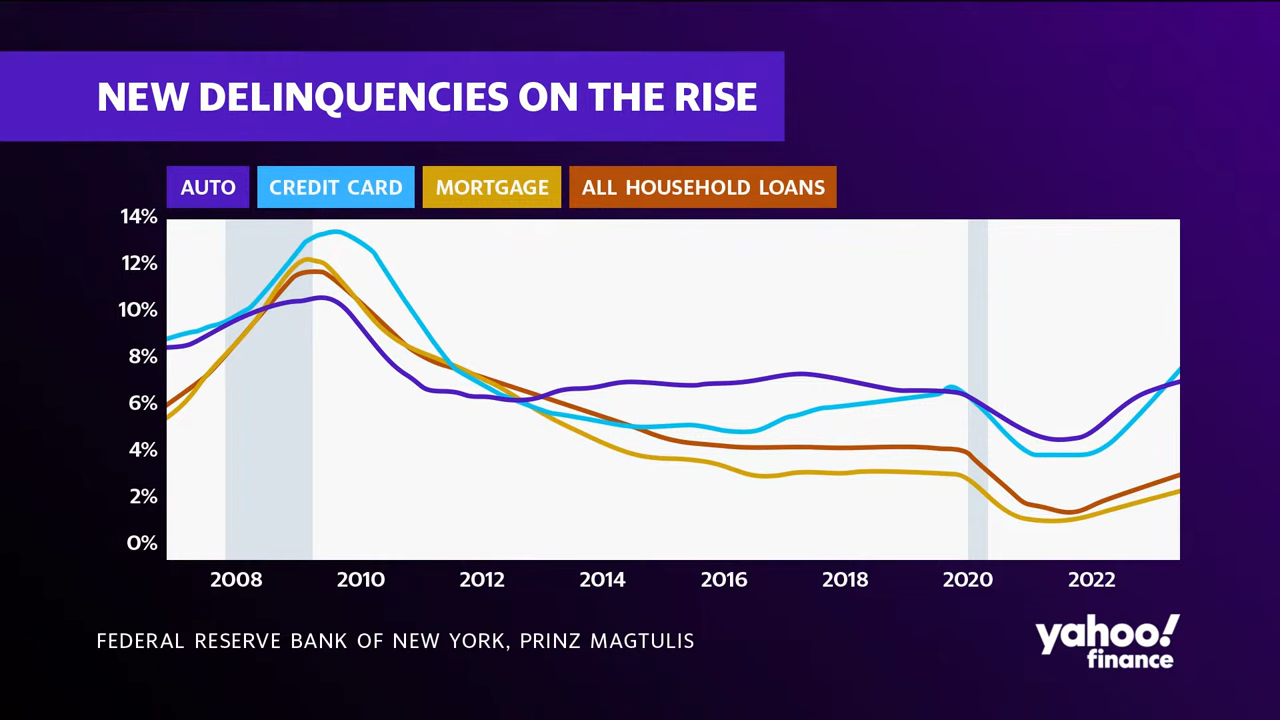 NEW DELINQUENCIES ON THE RISE
AUTO CREDIT CARD MORTGAGE ALL HOUSEHOLD LOANS
14%
12%
10%
8%
6%
4%
2%
0%
2008 2010 2012 2014 2016 2018 2020 2022
FEDERAL RESERVE BANK OF NEW YORK, PRINZ MAGTULIS
yahoo!
finance